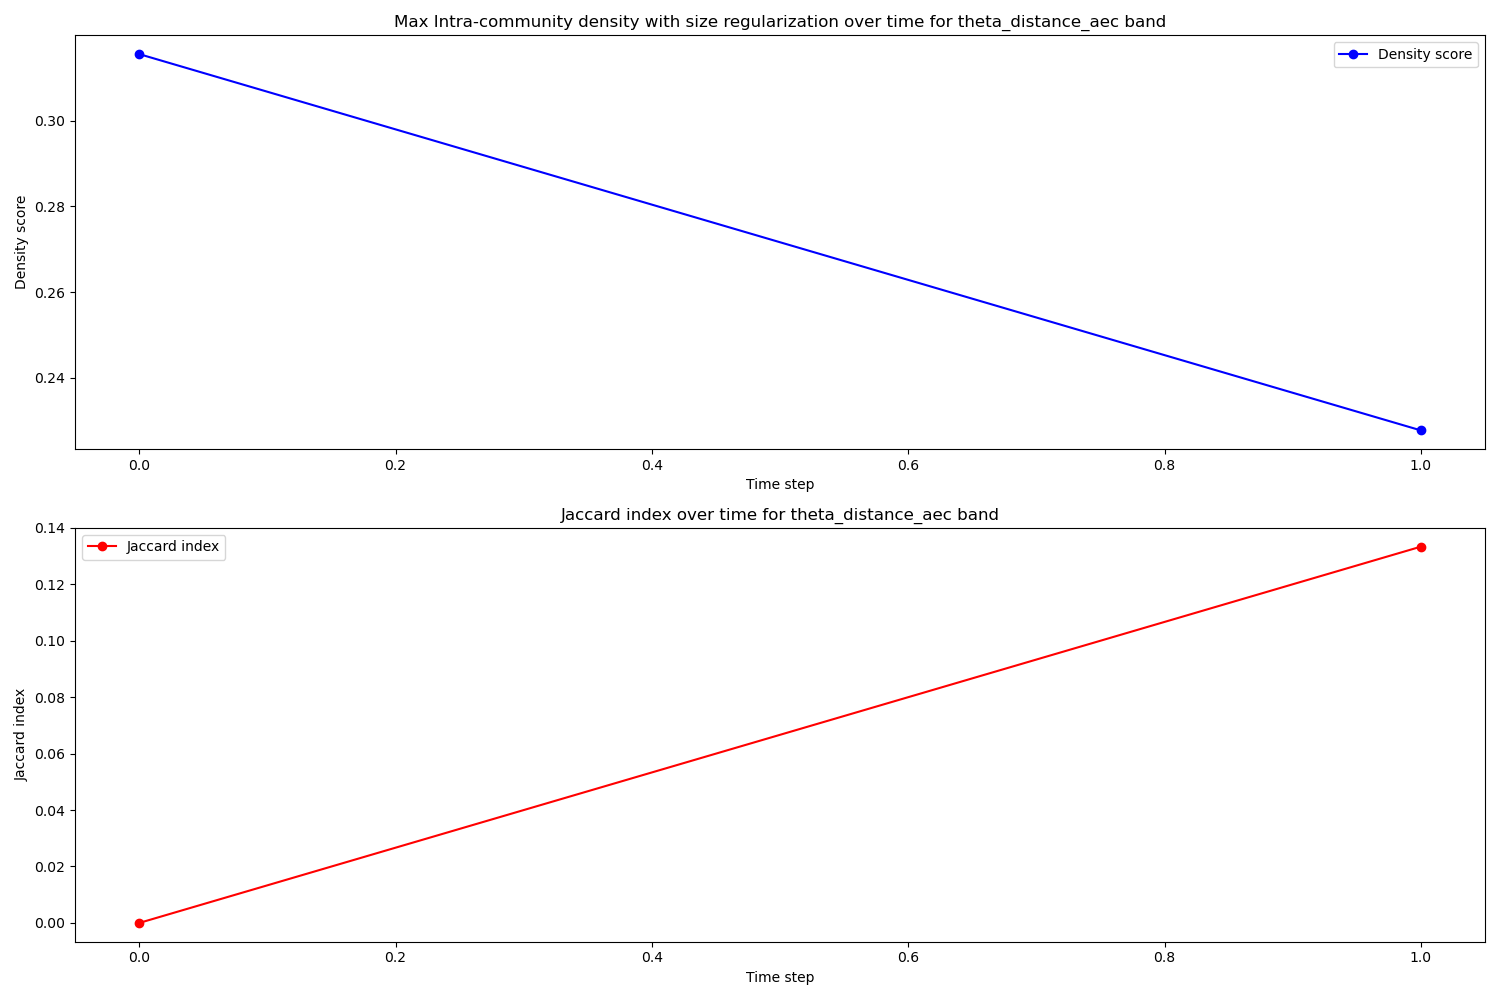 Max Intra-community density with size regularization over time for theta_distance_aec band
Density score
0.30
0.28
0.26
0.24
Density score
0.0 0.2 0.4 0.6 0.8 1.0
Time step
Jaccard index over time for theta_distance_aec band
Jaccard index
0.14
0.12
0.10
0.08
0.06
0.04
0.02
0.00
Jaccard index
0.0 0.2 0.4 0.6 0.8 1.0
Time step